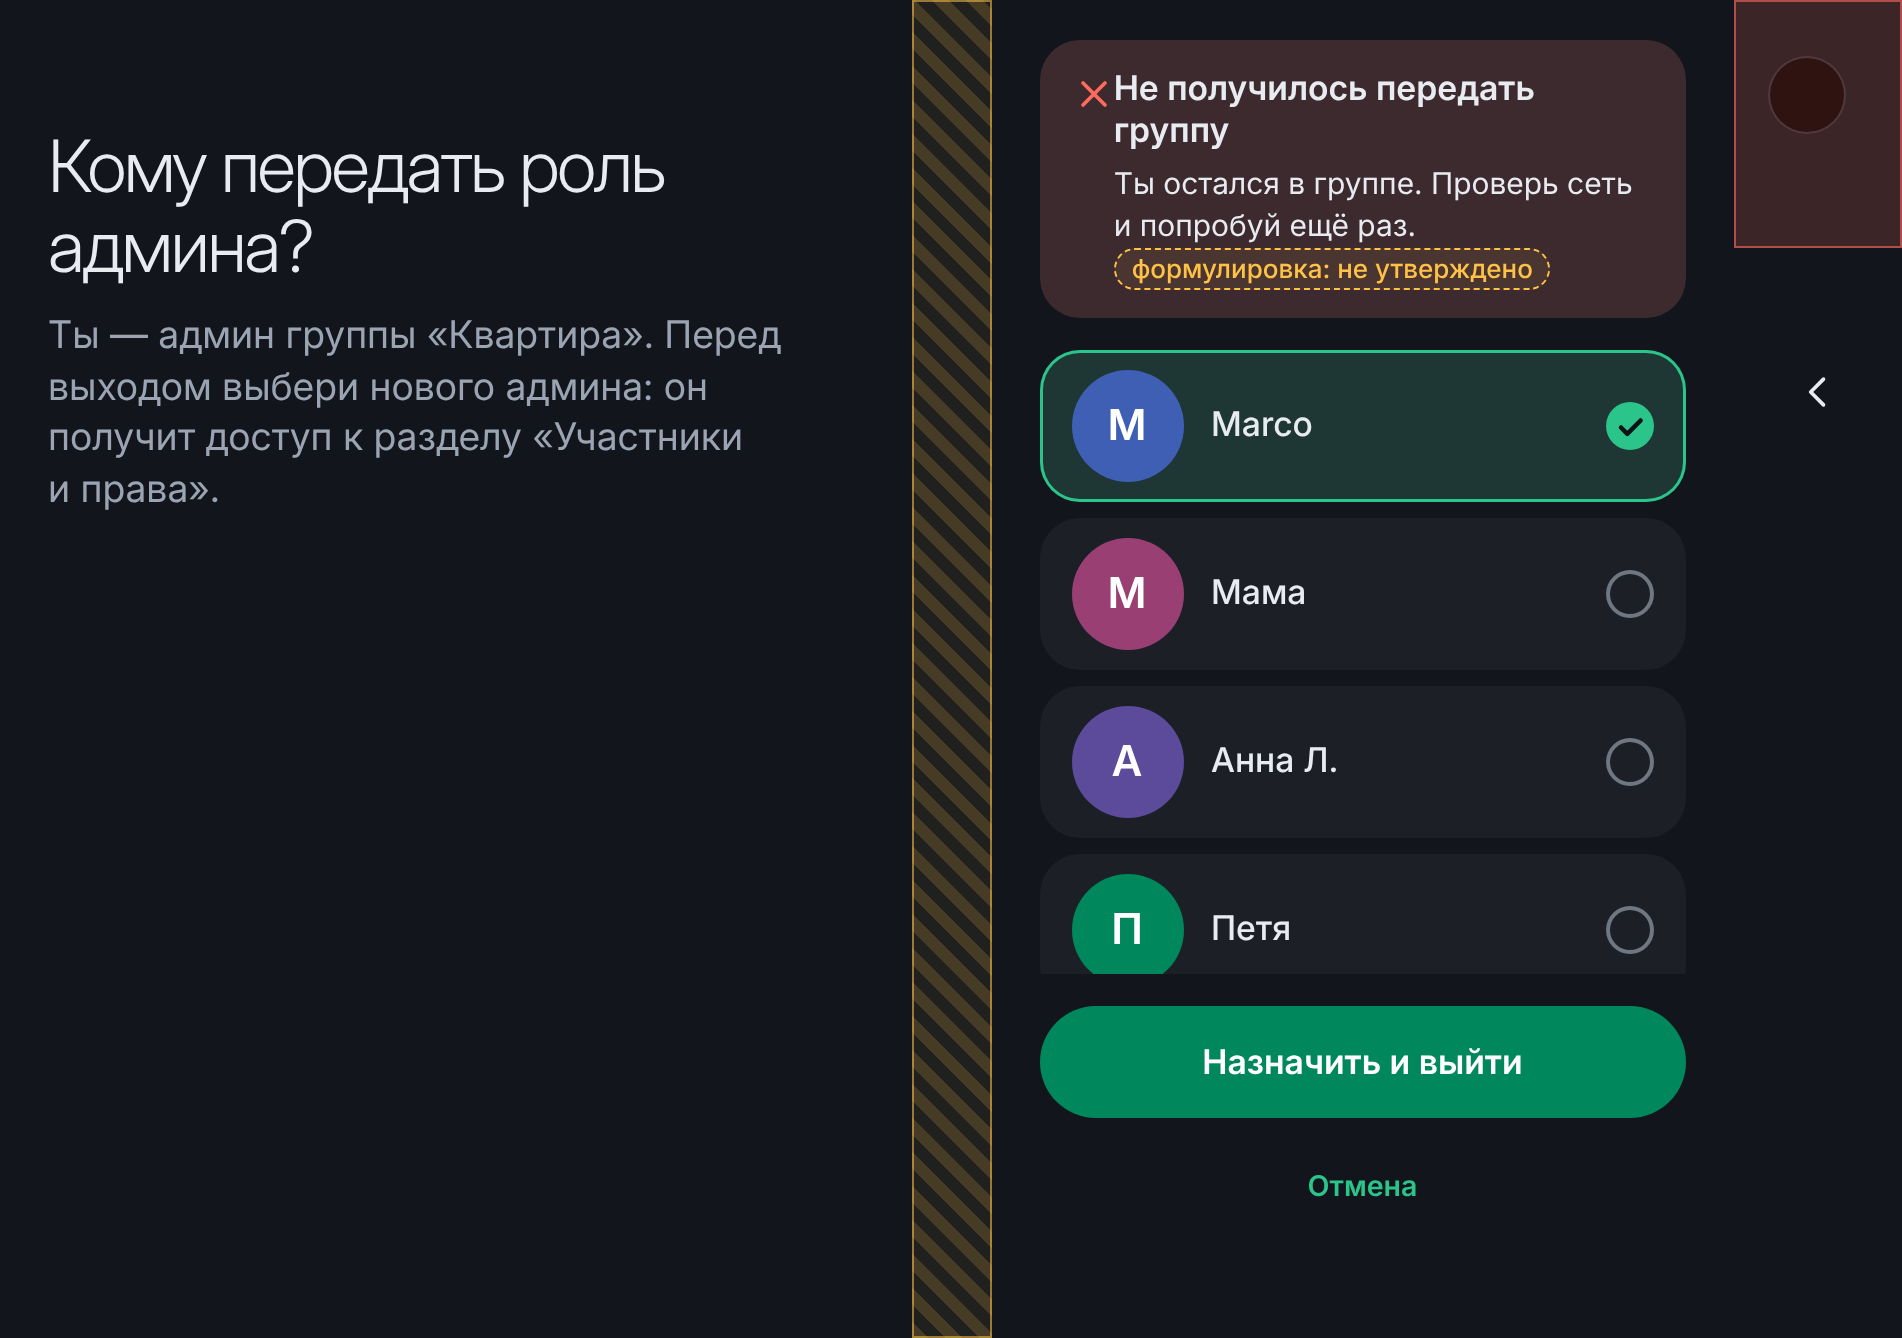 Кому передать роль
админа?
Ты — админ группы «Квартира». Перед
выходом выбери нового админа: он
получит доступ к разделу «Участники
и права».
Не получилось передать
группу
Ты остался в группе. Проверь сеть
и попробуй ещё раз.
формулировка: не утверждено
М Marco
М Мама
А Анна Л.
П Петя
Назначить и выйти
Отмена